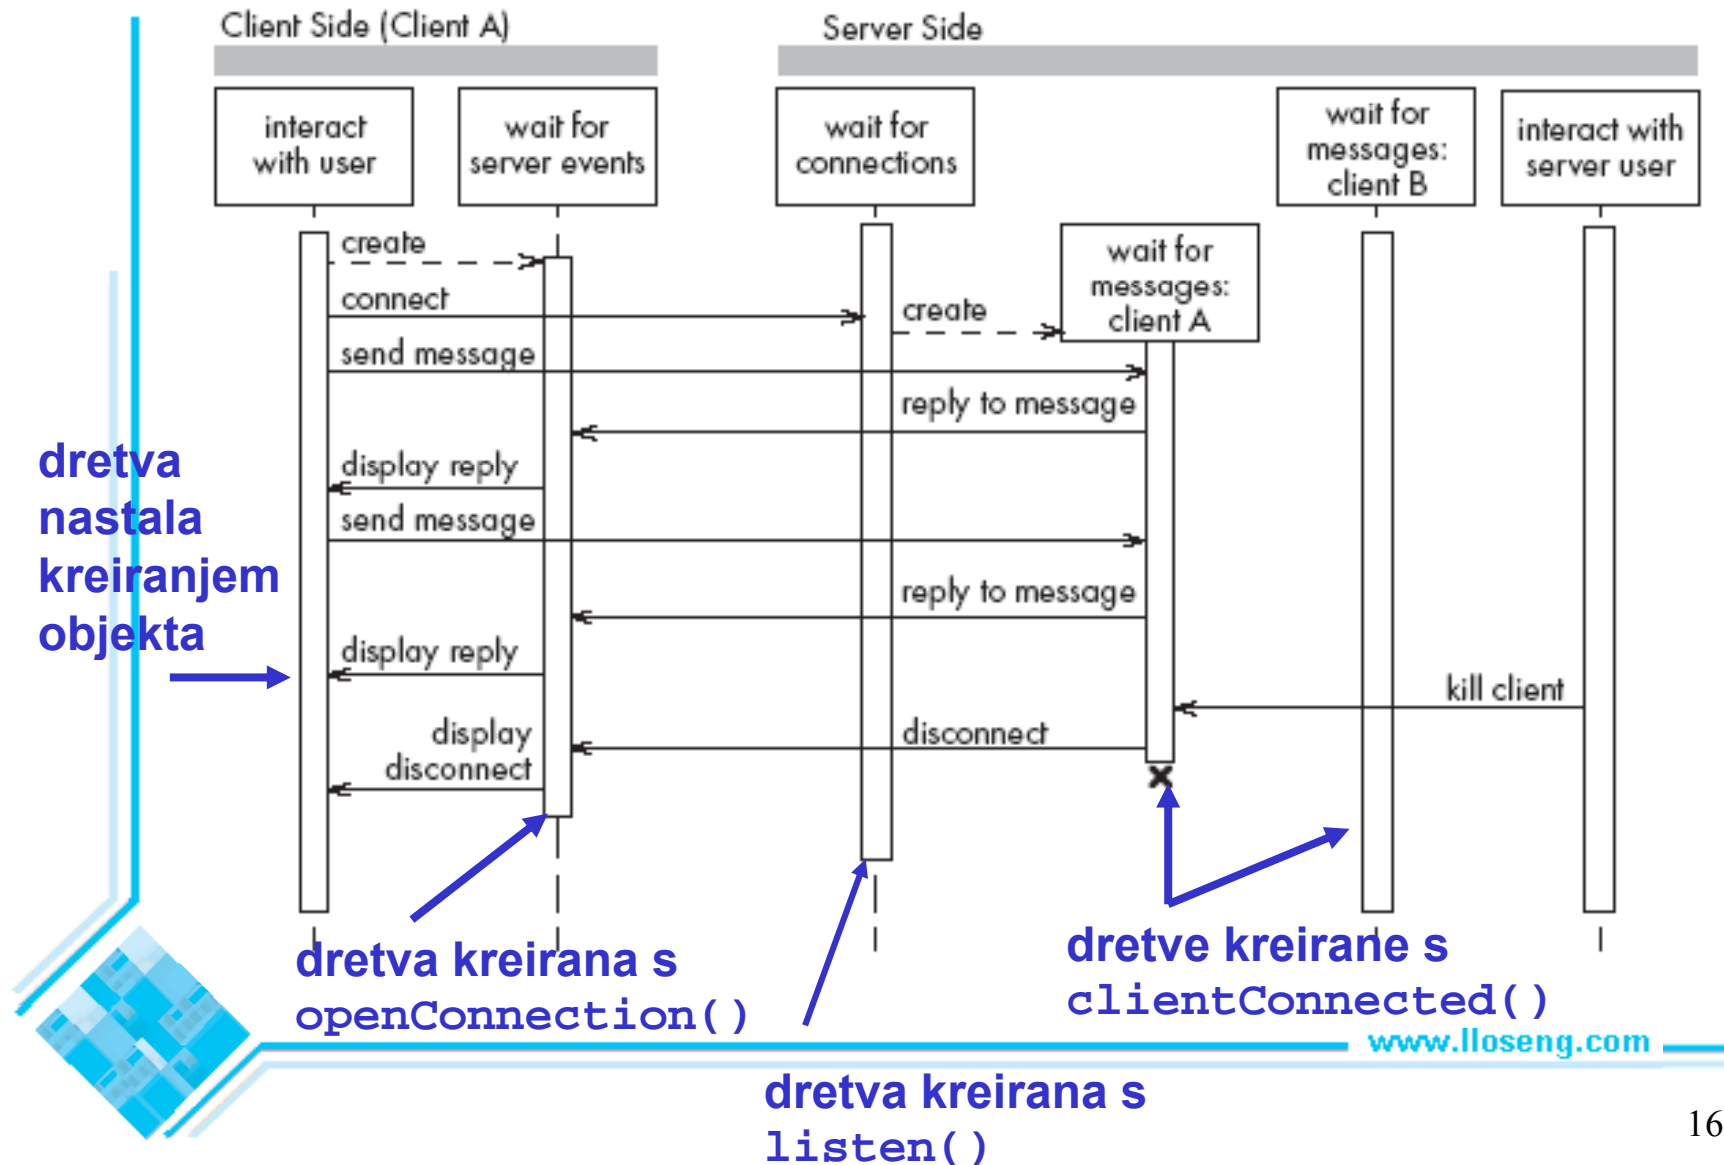 Client Side (Client A)
Server Side
interact
with user
wait for
server events
wait for
connections
wait for
messages:
client B
interact with
server user
wait for
messages:
client A
create
connect
create
send message
reply to message
display reply
send message
reply to message
display reply
kill client
display
disconnect
disconnect
dretva
nastala
kreiranjem
objekta
dretva kreirana s
openConnection()
dretve kreirane s
clientConnected()
www.lloseng.com
dretva kreirana s
listen()
16